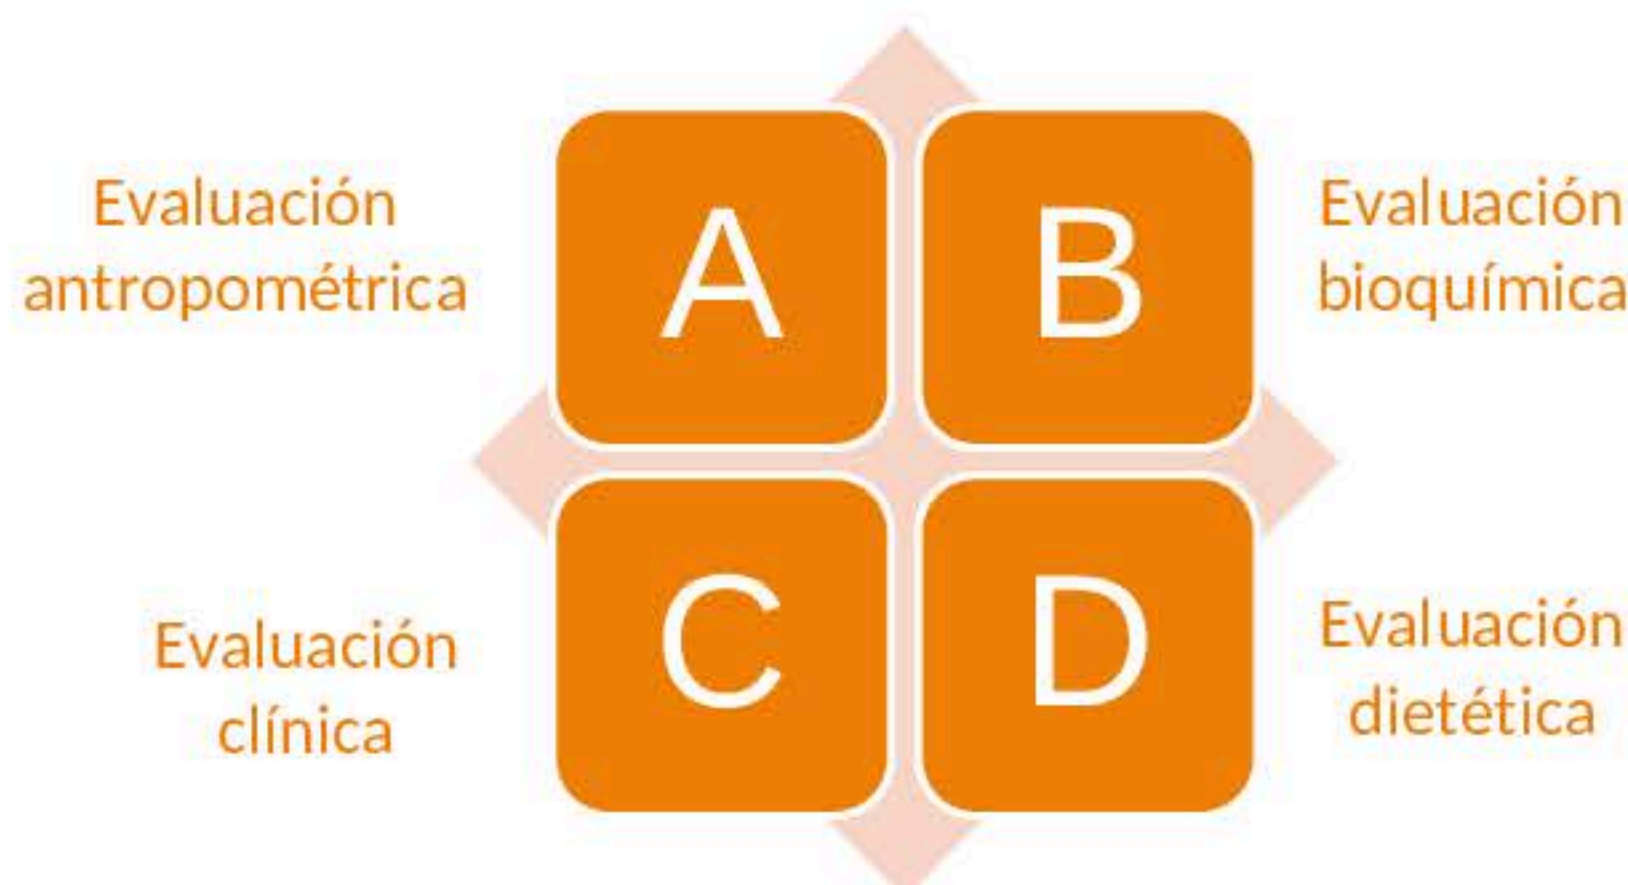 Evaluación
antropométrica
A
B
Evaluación
bioquímica
Evaluación
clínica
C
D
Evaluación
dietética